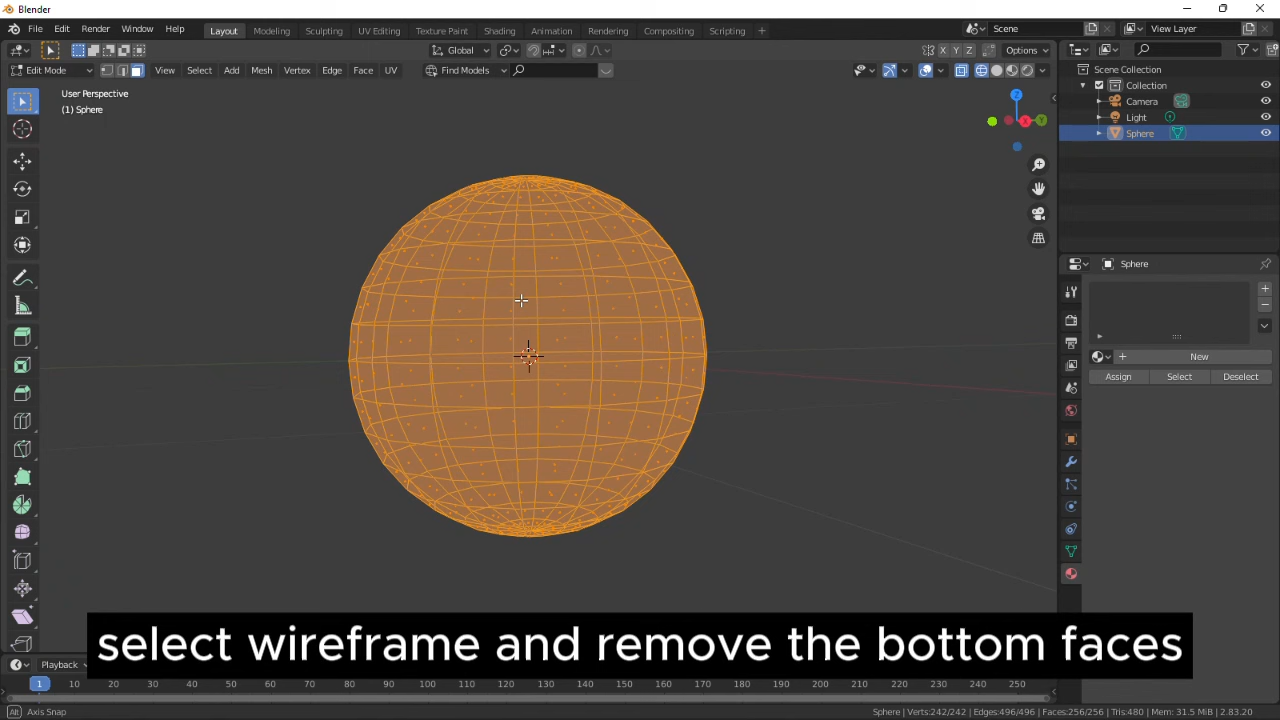 Blender
File Edit Render Window Help Layout Modeling Sculpting UV Editing Texture Paint Shading Animation Rendering Compositing Scripting + Scene View Layer
Global X Y Z Options
Edit Mode View Select Add Mesh Vertex Edge Face UV Find Models
User Perspective
(1) Sphere
Z
X Y
Scene Collection
Collection
Camera
Light
Sphere
Sphere
New
Assign Select Deselect
select wireframe and remove the bottom faces
Playback
1 10 20 30 40 50 60 70 80 90 100 110 120 130 140 150 160 170 180 190 200 210 220 230 240 250
Alt Axis Snap Sphere | Verts:242/242 | Edges:496/496 | Faces:256/256 | Tris:480 | Mem: 31.5 MiB | 2.83.20